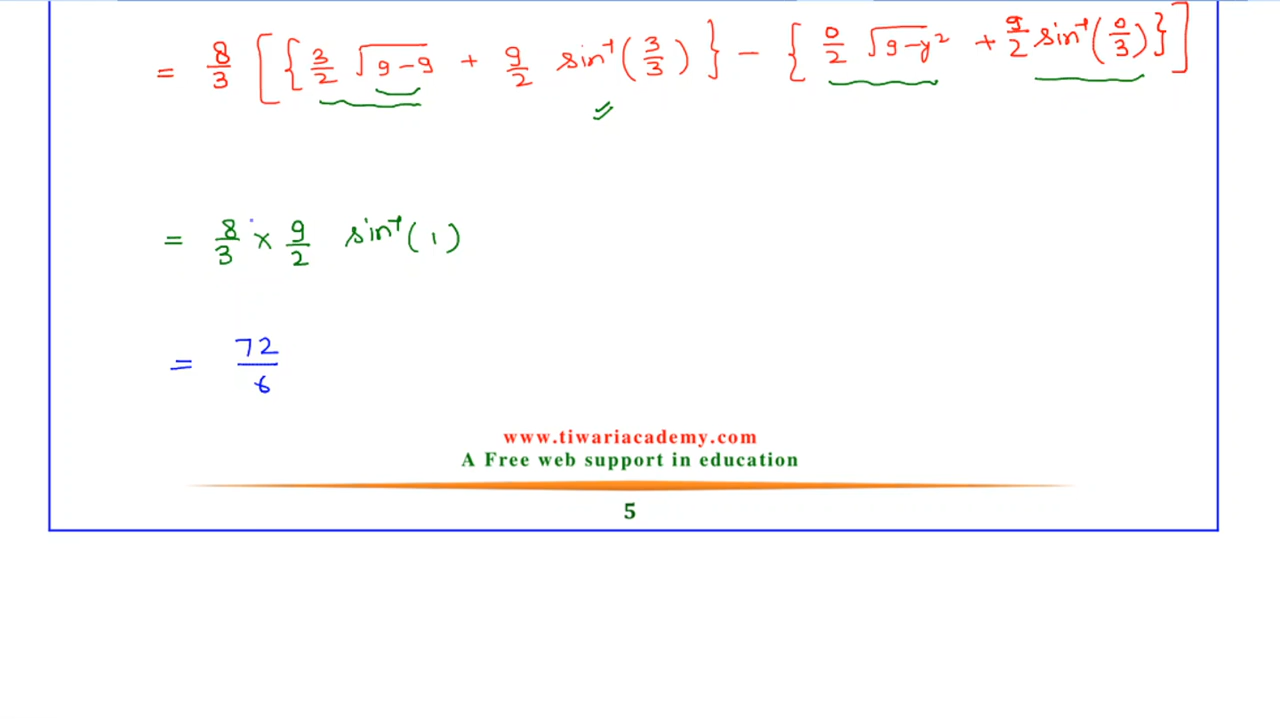 = 8/3 [ { 3/2 √9-9 + 9/2 sin⁻¹(3/3) } - { 0/2 √9-y² + 9/2 sin⁻¹(0/3) } ]
= 8/3 × 9/2 sin⁻¹(1)
= 72/6
www.tiwariacademy.com
A Free web support in education
5